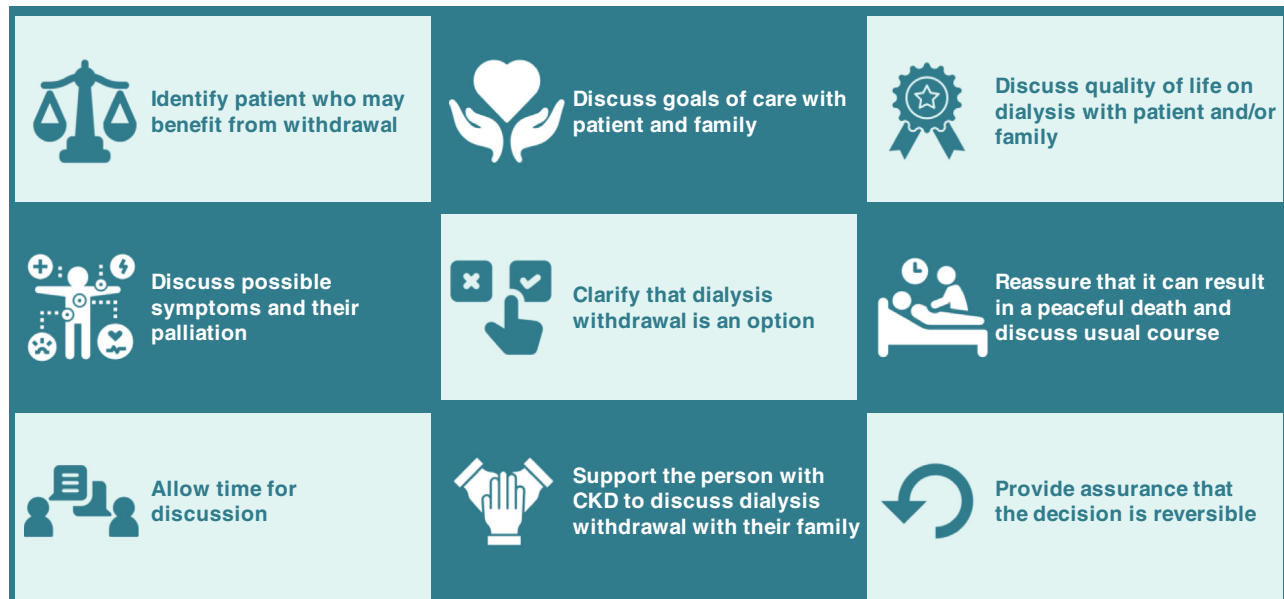 Identify patient who may
benefit from withdrawal
Discuss goals of care with
patient and family
Discuss quality of life on
dialysis with patient and/or
family
Discuss possible
symptoms and their
palliation
Clarify that dialysis
withdrawal is an option
Reassure that it can result
in a peaceful death and
discuss usual course
Allow time for
discussion
Support the person with
CKD to discuss dialysis
withdrawal with their family
Provide assurance that
the decision is reversible